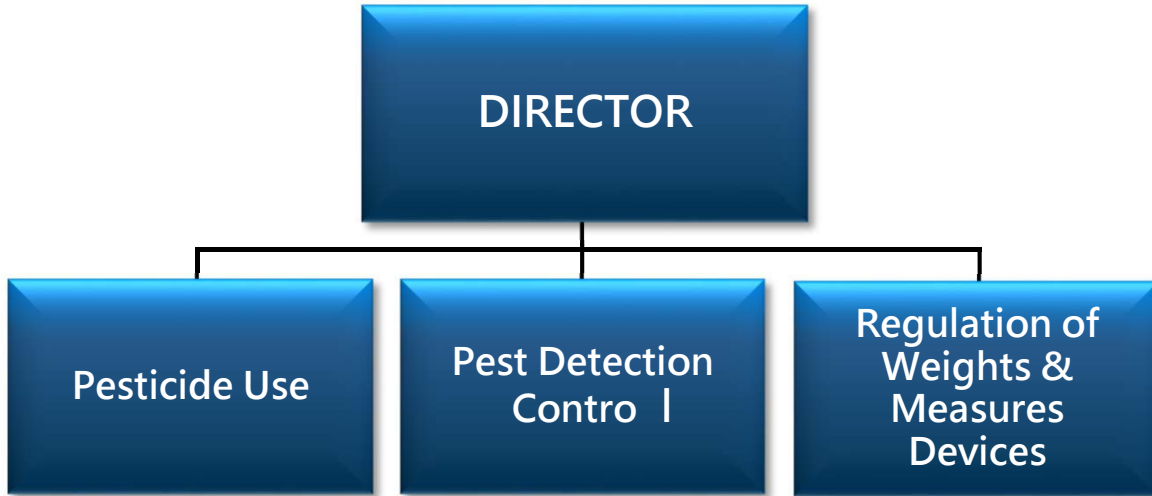 DIRECTOR
Pesticide Use
Pest Detection
Contro l
Regulation of
Weights &
Measures
Devices